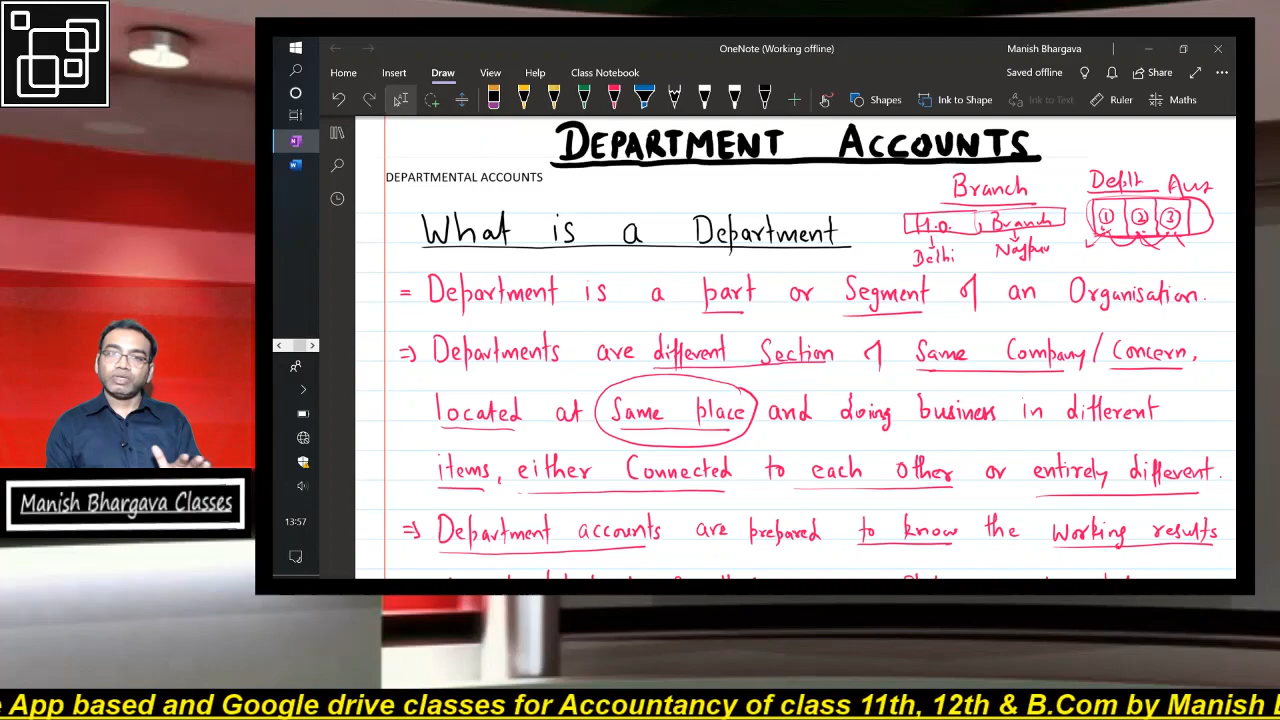 OneNote (Working offline)
Manish Bhargava
Home Insert Draw View Help Class Notebook
Saved offline
Share
Shapes
Ink to Shape
Ink to Text
Ruler
Maths
DEPARTMENT ACCOUNTS
DEPARTMENTAL ACCOUNTS
Branch
H.O. Branch
Delhi
Deptt
1 2 3
What is a Department
= Department is a part or Segment of an Organisation.
⇒ Departments are different Section of Same Company/Concern,
located at Same place and doing business in different
items, either Connected to each other or entirely different.
⇒ Department accounts are prepared to know the working results
13:57
Manish Bhargava Classes
App based and Google drive classes for Accountancy of class 11th, 12th & B.Com by Manish